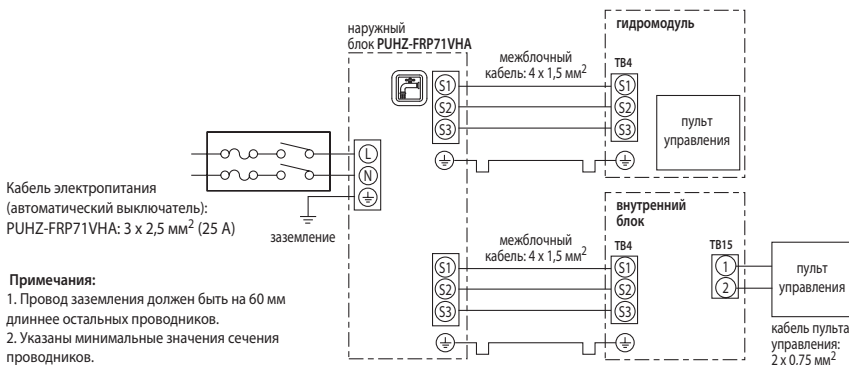 наружный
блок PUHZ-FRP71VHA
гидромодуль
межблочный
кабель: 4 х 1,5 мм²
TB4
S1
S2
S3
S1
S2
S3
пульт
управления
L
N
Кабель электропитания
(автоматический выключатель):
PUHZ-FRP71VHA: 3 х 2,5 мм² (25 А)
заземление
внутренний
блок
межблочный
кабель: 4 х 1,5 мм²
TB4
TB15
S1
S2
S3
S1
S2
S3
1
2
пульт
управления
кабель пульта
управления:
2 х 0,75 мм²
Примечания:
1. Провод заземления должен быть на 60 мм
длиннее остальных проводников.
2. Указаны минимальные значения сечения
проводников.